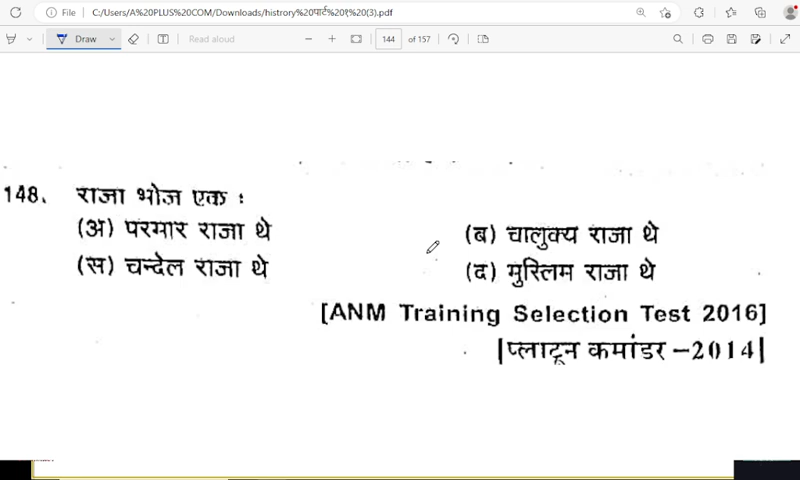 File
C:/Users/A%20PLUS%20COM/Downloads/histrory%20पार्ट%20१%20(3).pdf
Draw
Read aloud
144 of 157
148. राजा भोज एक :
(अ) परमार राजा थे (ब) चालुक्य राजा थे
(स) चन्देल राजा थे (द) मुस्लिम राजा थे
[ANM Training Selection Test 2016]
[प्लाटून कमांडर -2014]